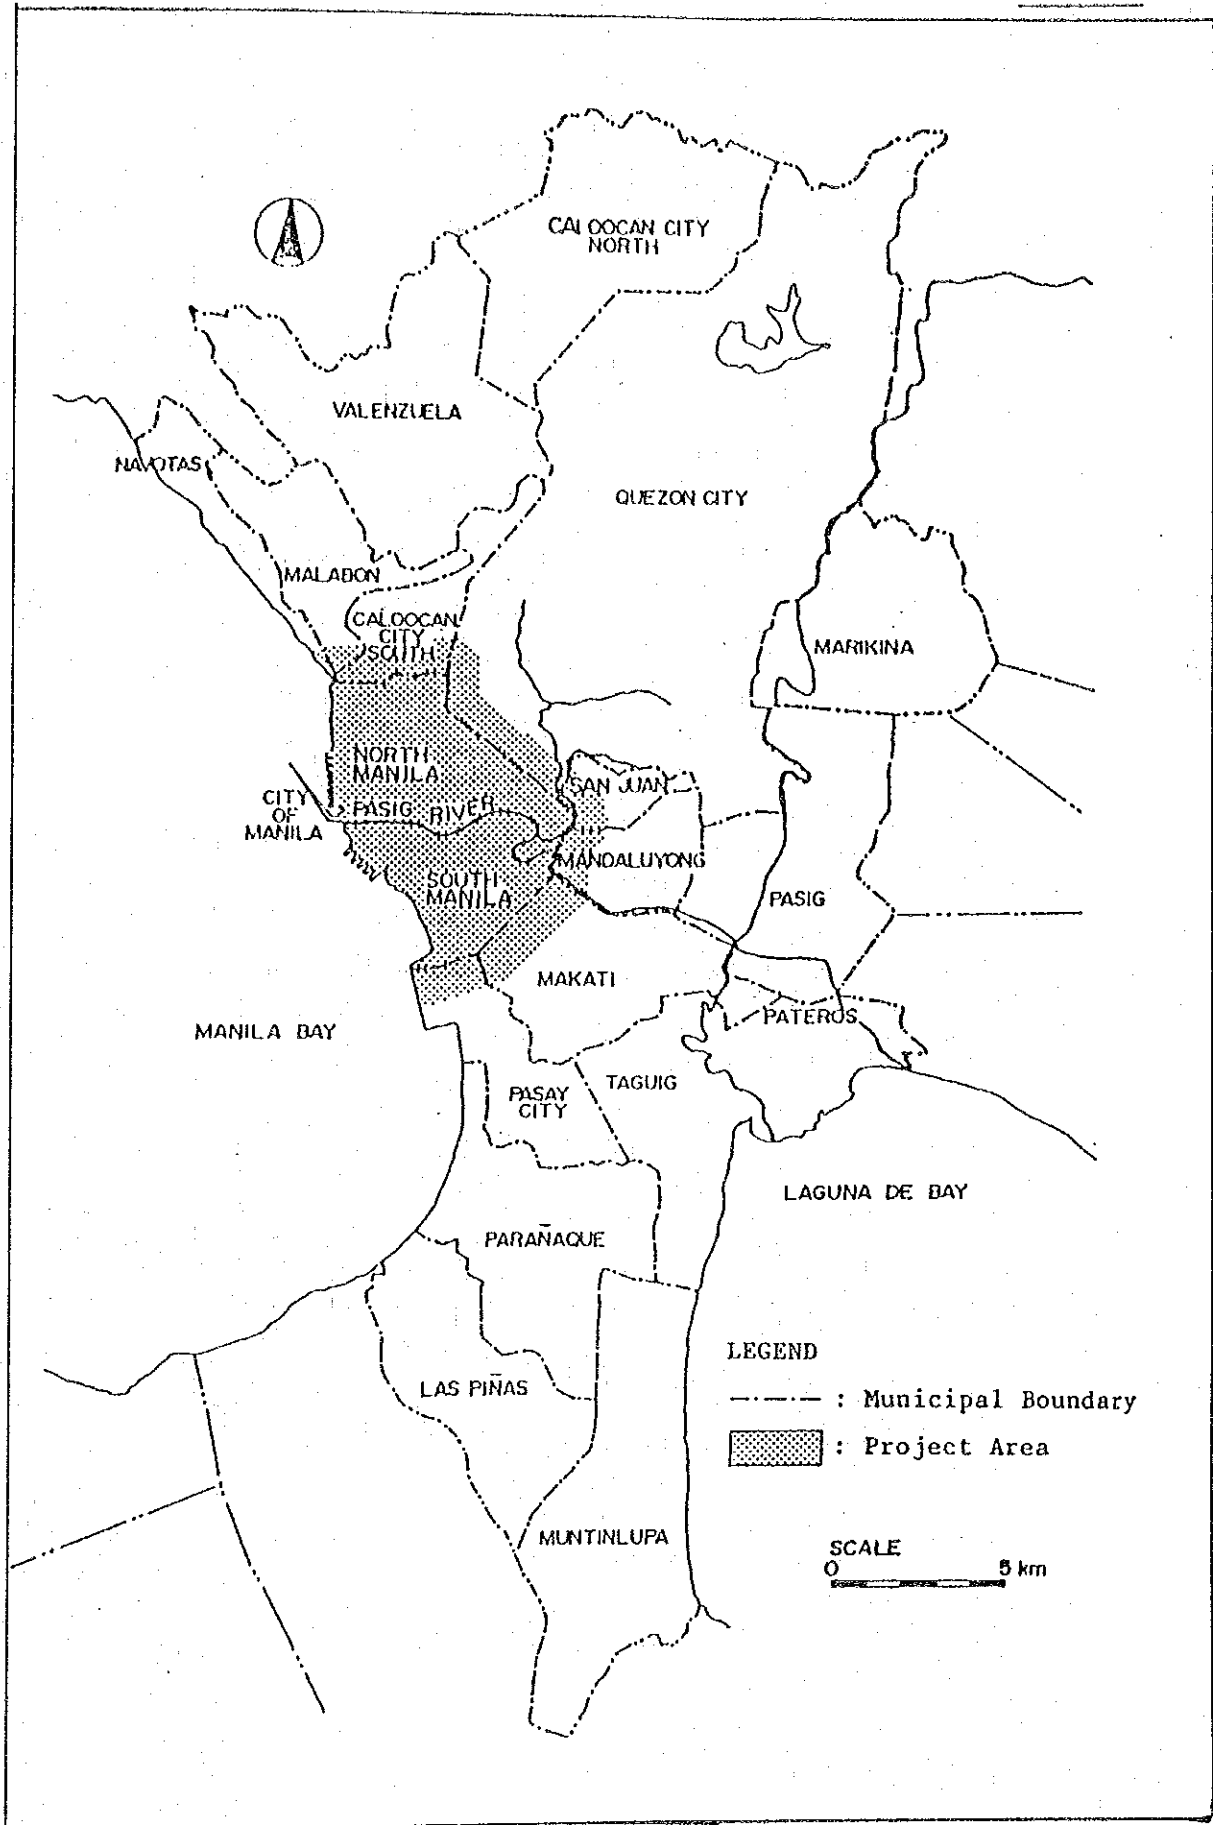 CALOOCAN CITY
NORTH
VALENZUELA
NAVOTAS
QUEZON CITY
MALABON
CALOOCAN
CITY
SOUTH
MARIKINA
NORTH
MANILA
SAN JUAN
CITY
OF
MANILA
PASIG RIVER
MANDALUYONG
SOUTH
MANILA
PASIG
MAKATI
PATEROS
MANILA BAY
TAGUIG
PASAY
CITY
LAGUNA DE BAY
PARAÑAQUE
LEGEND
LAS PIÑAS
: Municipal Boundary
: Project Area
MUNTINLUPA
SCALE
0 5 km